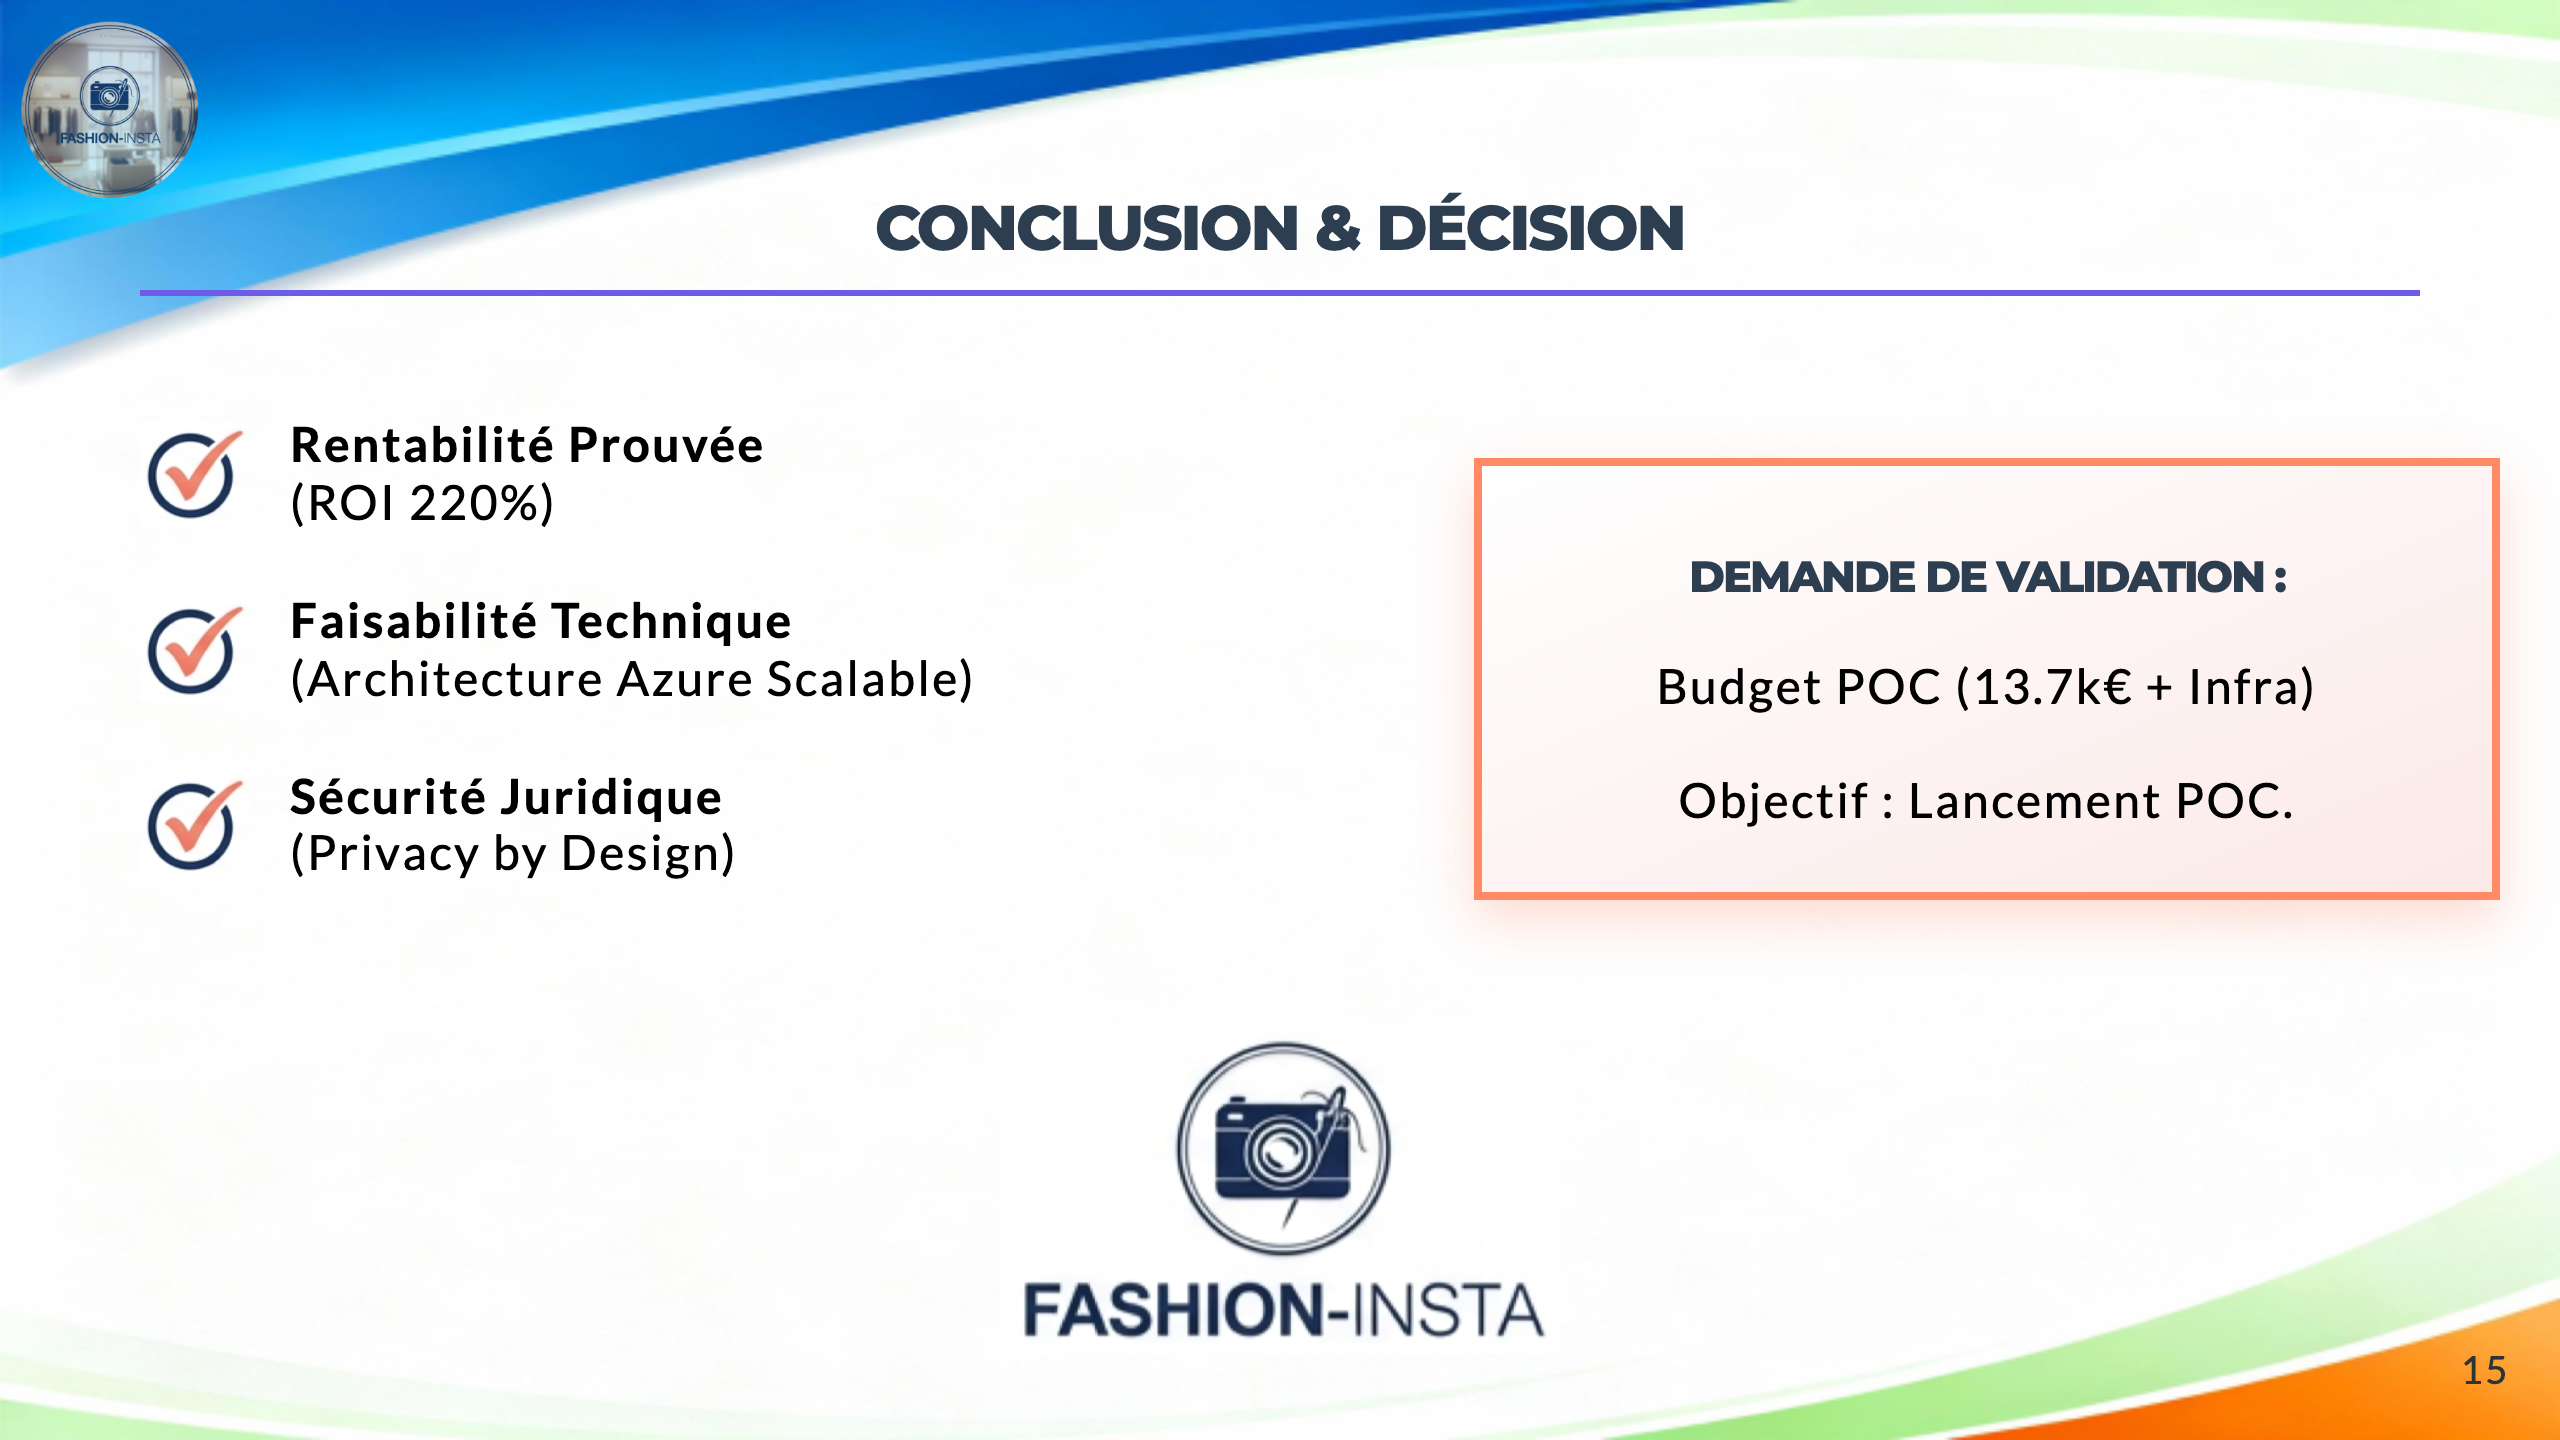 FASHION-INSTA
CONCLUSION & DÉCISION
Rentabilité Prouvée
(ROI 220%)
Faisabilité Technique
(Architecture Azure Scalable)
Sécurité Juridique
(Privacy by Design)
DEMANDE DE VALIDATION :
Budget POC (13.7k€ + Infra)
Objectif : Lancement POC.
FASHION-INSTA
15